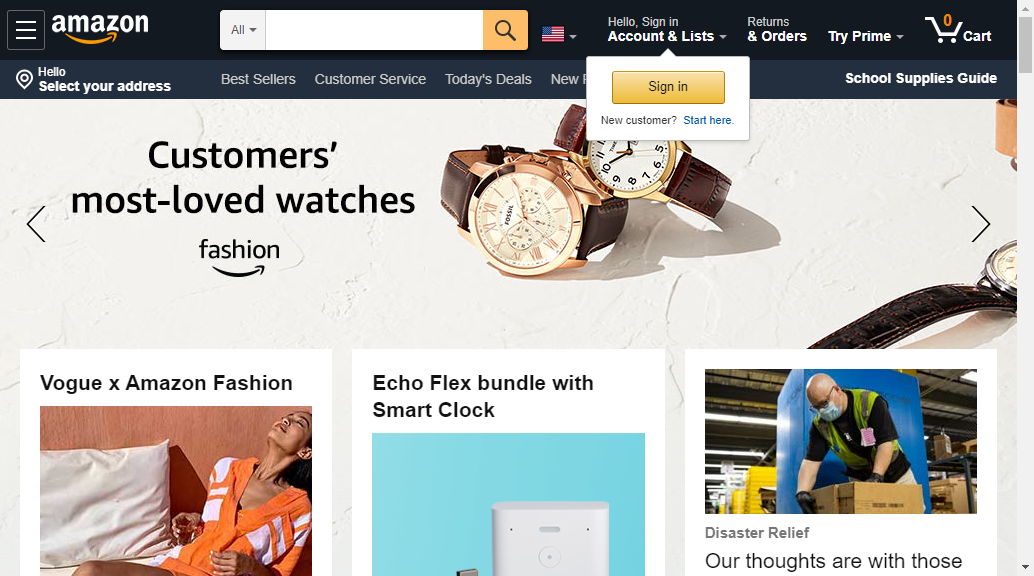 amazon
All
Hello, Sign in
Account & Lists
Returns
& Orders
Try Prime
0
Cart
Hello
Select your address
Best Sellers
Customer Service
Today's Deals
New
School Supplies Guide
Sign in
New customer? Start here.
Customers'
most-loved watches
fashion
FOSSIL
Vogue x Amazon Fashion
Echo Flex bundle with
Smart Clock
Disaster Relief
Our thoughts are with those